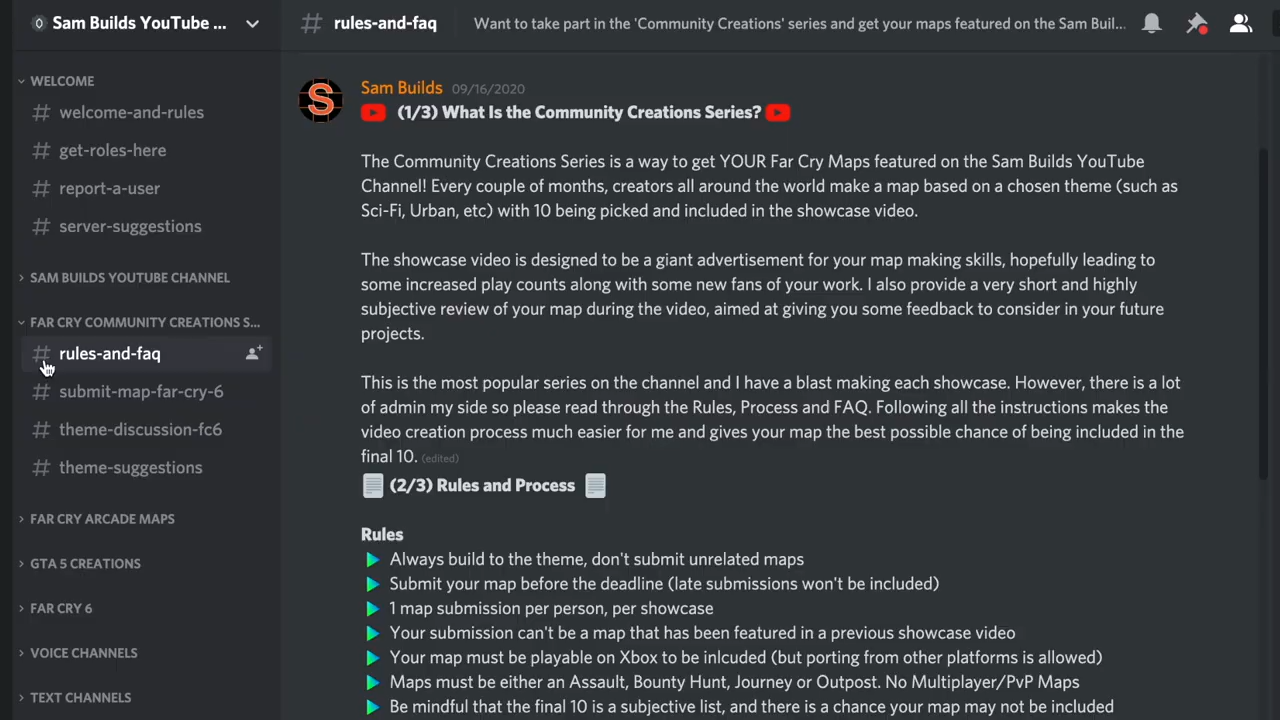 Sam Builds YouTube ...
WELCOME
# welcome-and-rules
# get-roles-here
# report-a-user
# server-suggestions
SAM BUILDS YOUTUBE CHANNEL
FAR CRY COMMUNITY CREATIONS S...
# rules-and-faq
# submit-map-far-cry-6
# theme-discussion-fc6
# theme-suggestions
FAR CRY ARCADE MAPS
GTA 5 CREATIONS
FAR CRY 6
VOICE CHANNELS
TEXT CHANNELS
# rules-and-faq
Want to take part in the 'Community Creations' series and get your maps featured on the Sam Buil...
S
Sam Builds 09/16/2020
(1/3) What Is the Community Creations Series?
The Community Creations Series is a way to get YOUR Far Cry Maps featured on the Sam Builds YouTube
Channel! Every couple of months, creators all around the world make a map based on a chosen theme (such as
Sci-Fi, Urban, etc) with 10 being picked and included in the showcase video.
The showcase video is designed to be a giant advertisement for your map making skills, hopefully leading to
some increased play counts along with some new fans of your work. I also provide a very short and highly
subjective review of your map during the video, aimed at giving you some feedback to consider in your future
projects.
This is the most popular series on the channel and I have a blast making each showcase. However, there is a lot
of admin my side so please read through the Rules, Process and FAQ. Following all the instructions makes the
video creation process much easier for me and gives your map the best possible chance of being included in the
final 10. (edited)
(2/3) Rules and Process
Rules
Always build to the theme, don't submit unrelated maps
Submit your map before the deadline (late submissions won't be included)
1 map submission per person, per showcase
Your submission can't be a map that has been featured in a previous showcase video
Your map must be playable on Xbox to be inlcuded (but porting from other platforms is allowed)
Maps must be either an Assault, Bounty Hunt, Journey or Outpost. No Multiplayer/PvP Maps
Be mindful that the final 10 is a subjective list, and there is a chance your map may not be included